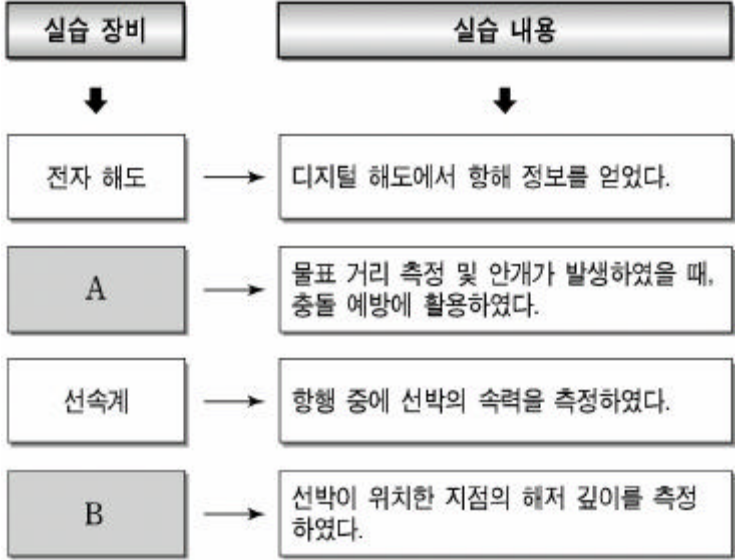 실습 장비
실습 내용
전자 해도
디지털 해도에서 항해 정보를 얻었다.
A
물표 거리 측정 및 안개가 발생하였을 때,
충돌 예방에 활용하였다.
선속계
항행 중에 선박의 속력을 측정하였다.
B
선박이 위치한 지점의 해저 깊이를 측정
하였다.